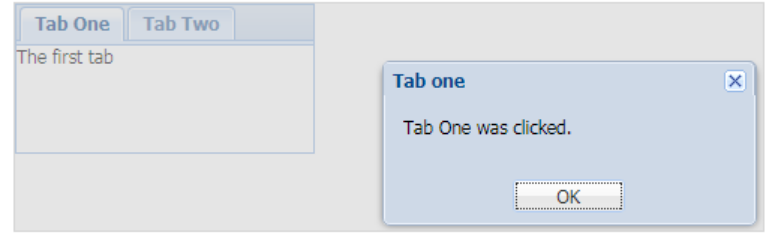 Tab One Tab Two
The first tab
Tab one
Tab One was clicked.
OK